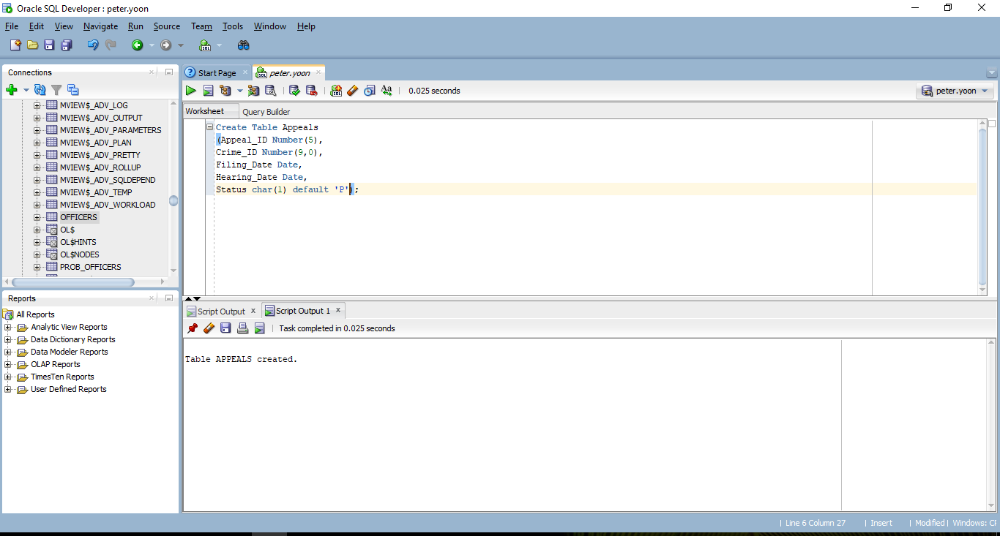 Oracle SQL Developer : peter.yoon
File Edit View Navigate Run Source Team Tools Window Help
Connections
MVIEW$_ADV_LOG
MVIEW$_ADV_OUTPUT
MVIEW$_ADV_PARAMETERS
MVIEW$_ADV_PLAN
MVIEW$_ADV_PRETTY
MVIEW$_ADV_ROLLUP
MVIEW$_ADV_SQLDEPEND
MVIEW$_ADV_TEMP
MVIEW$_ADV_WORKLOAD
OFFICERS
OL$
OL$HINTS
OL$NODES
PROB_OFFICERS
Reports
All Reports
Analytic View Reports
Data Dictionary Reports
Data Modeler Reports
OLAP Reports
TimesTen Reports
User Defined Reports
Start Page peter.yoon
0.025 seconds peter.yoon
Worksheet Query Builder
Create Table Appeals
(Appeal_ID Number(5),
Crime_ID Number(9,0),
Filing_Date Date,
Hearing_Date Date,
Status char(1) default 'P');
Script Output x Script Output 1 x
Task completed in 0.025 seconds
Table APPEALS created.
| Line 6 Column 27 | Insert | Modified | Windows: